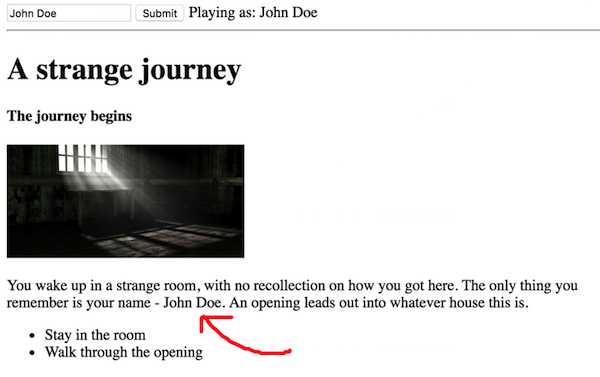 John Doe Submit Playing as: John Doe
A strange journey
The journey begins
You wake up in a strange room, with no recollection on how you got here. The only thing you
remember is your name - John Doe. An opening leads out into whatever house this is.
• Stay in the room
• Walk through the opening